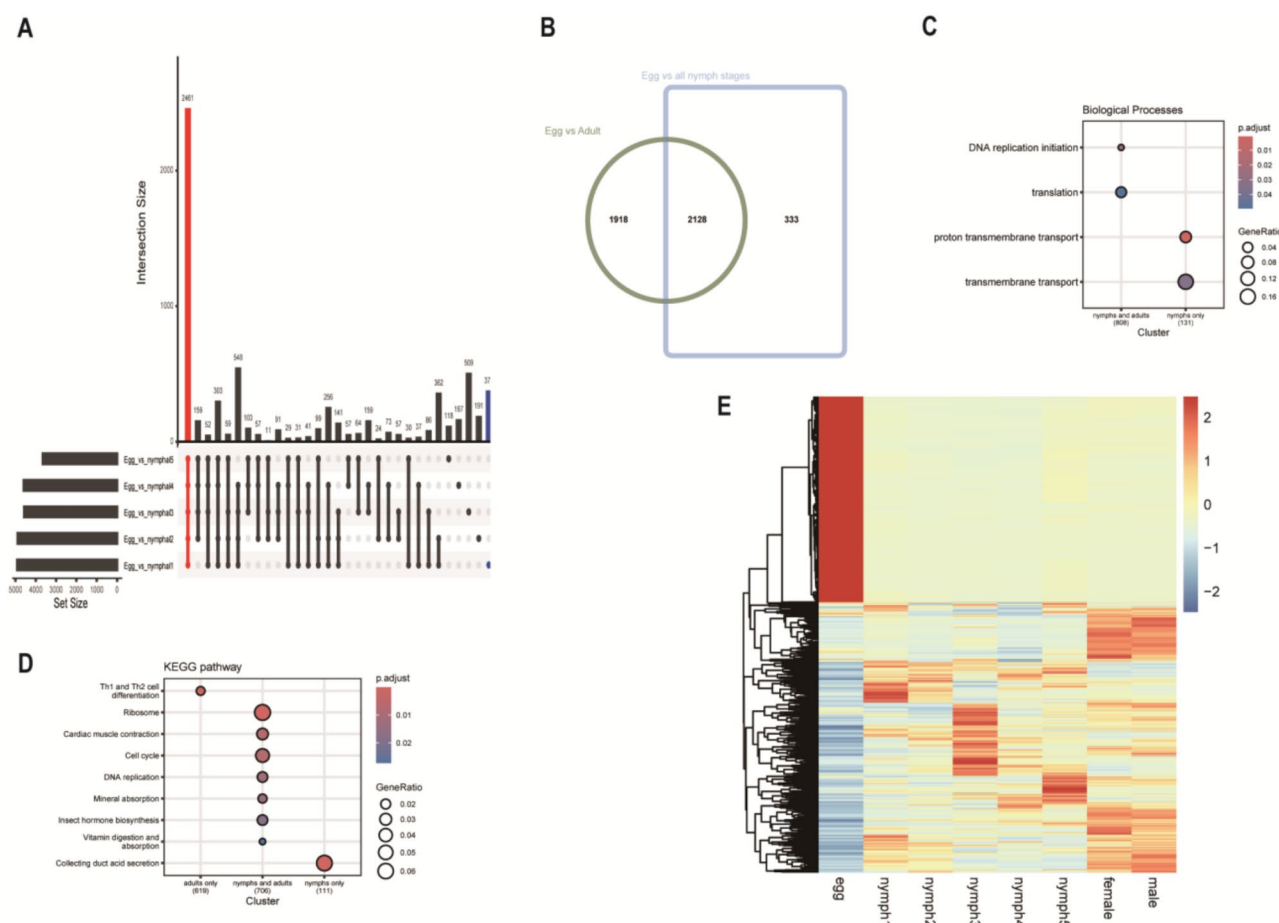 A
2461
Intersection Size
2000
1000
0
159
52
303
59
548
103
57
11
91
29
31
41
99
256
141
57
64
159
24
73
57
30
37
86
362
118
167
509
191
37
Egg_vs_nymphal5
Egg_vs_nymphal4
Egg_vs_nymphal3
Egg_vs_nymphal2
Egg_vs_nymphal1
5000 4000 3000 2000 1000 0
Set Size
B
Egg vs all nymph stages
Egg vs Adult
1918
2128
333
C
Biological Processes
DNA replication initiation
translation
proton transmembrane transport
transmembrane transport
nymphs and adults
(808)
nymphs only
(131)
Cluster
p.adjust
0.01
0.02
0.03
0.04
GeneRatio
0.04
0.08
0.12
0.16
D
KEGG pathway
Th1 and Th2 cell
differentiation
Ribosome
Cardiac muscle contraction
Cell cycle
DNA replication
Mineral absorption
Insect hormone biosynthesis
Vitamin digestion and
absorption
Collecting duct acid secretion
adults only
(619)
nymphs and adults
(706)
nymphs only
(111)
Cluster
p.adjust
0.01
0.02
GeneRatio
0.02
0.03
0.04
0.05
0.06
E
2
1
0
−1
−2
egg
nymph1
nymph2
nymph3
nymph4
nymph5
female
male